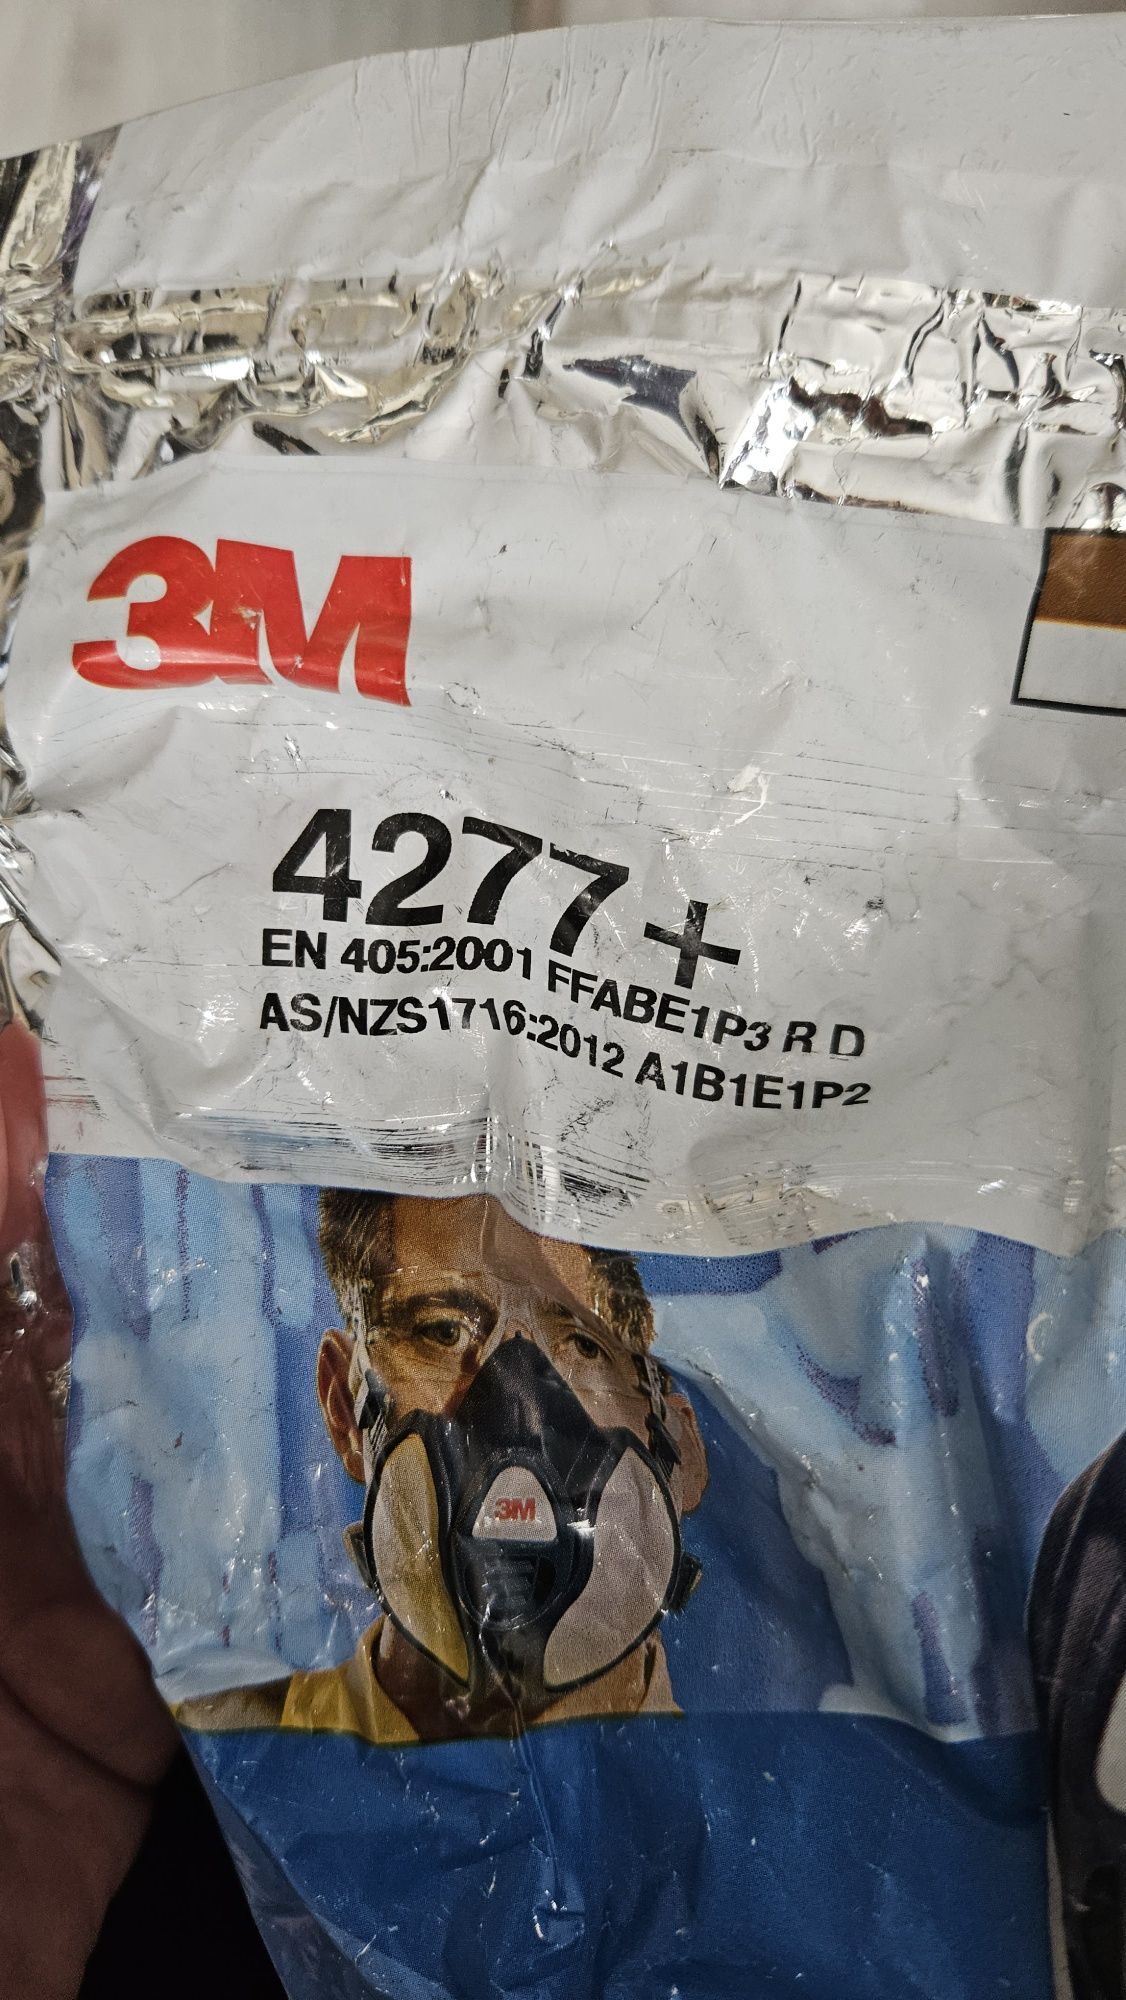 3M
4277+
EN 405:2001 FFABE1P3 R D
AS/NZS1716:2012 A1B1E1P2
3M